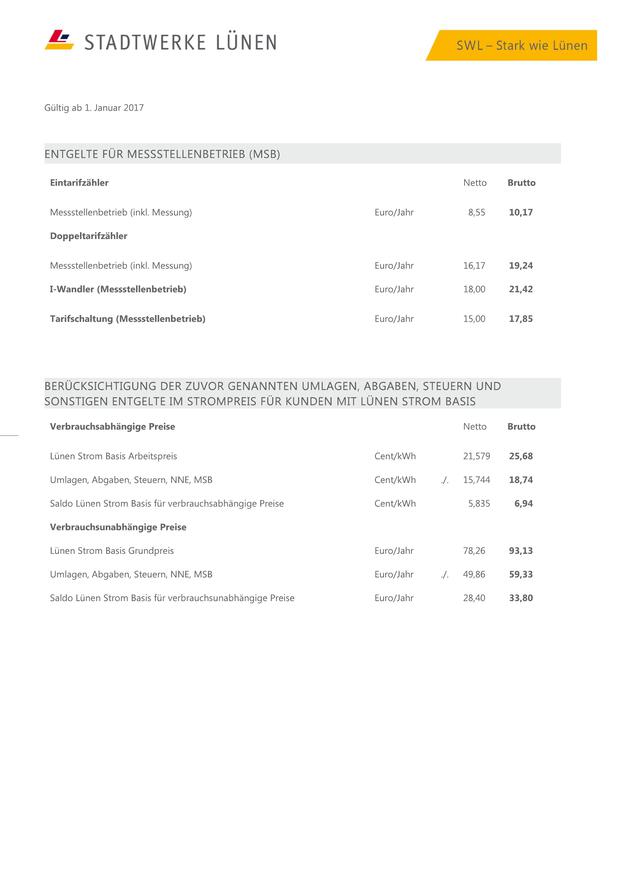 STADTWERKE LÜNEN
SWL – Stark wie Lünen
Gültig ab 1. Januar 2017
ENTGELTE FÜR MESSSTELLENBETRIEB (MSB)
Eintarifzähler Netto Brutto
Messstellenbetrieb (inkl. Messung) Euro/Jahr 8,55 10,17
Doppeltarifzähler
Messstellenbetrieb (inkl. Messung) Euro/Jahr 16,17 19,24
I-Wandler (Messstellenbetrieb) Euro/Jahr 18,00 21,42
Tarifschaltung (Messstellenbetrieb) Euro/Jahr 15,00 17,85
BERÜCKSICHTIGUNG DER ZUVOR GENANNTEN UMLAGEN, ABGABEN, STEUERN UND
SONSTIGEN ENTGELTE IM STROMPREIS FÜR KUNDEN MIT LÜNEN STROM BASIS
Verbrauchsabhängige Preise Netto Brutto
Lünen Strom Basis Arbeitspreis Cent/kWh 21,579 25,68
Umlagen, Abgaben, Steuern, NNE, MSB Cent/kWh ./. 15,744 18,74
Saldo Lünen Strom Basis für verbrauchsabhängige Preise Cent/kWh 5,835 6,94
Verbrauchsunabhängige Preise
Lünen Strom Basis Grundpreis Euro/Jahr 78,26 93,13
Umlagen, Abgaben, Steuern, NNE, MSB Euro/Jahr ./. 49,86 59,33
Saldo Lünen Strom Basis für verbrauchsunabhängige Preise Euro/Jahr 28,40 33,80